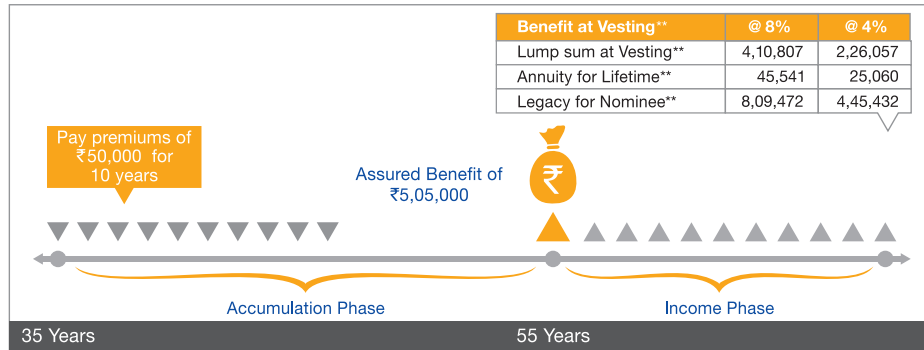 Benefit at Vesting** @ 8% @ 4%
Lump sum at Vesting** 4,10,807 2,26,057
Annuity for Lifetime** 45,541 25,060
Legacy for Nominee** 8,09,472 4,45,432
Pay premiums of
₹50,000 for
10 years
Assured Benefit of
₹5,05,000
₹
Accumulation Phase
Income Phase
35 Years
55 Years